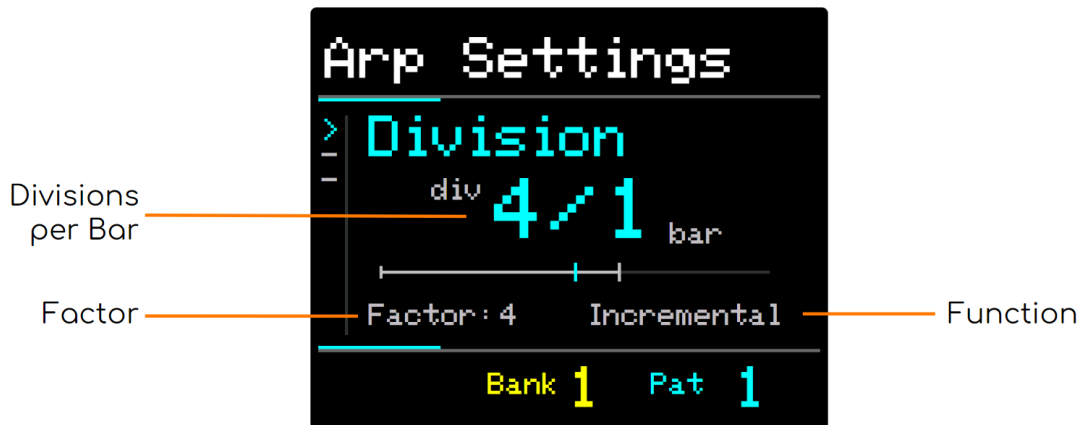 Arp Settings
> Division
Divisions
per Bar
div 4/1 bar
Factor
Factor: 4 Incremental
Function
Bank 1 Pat 1